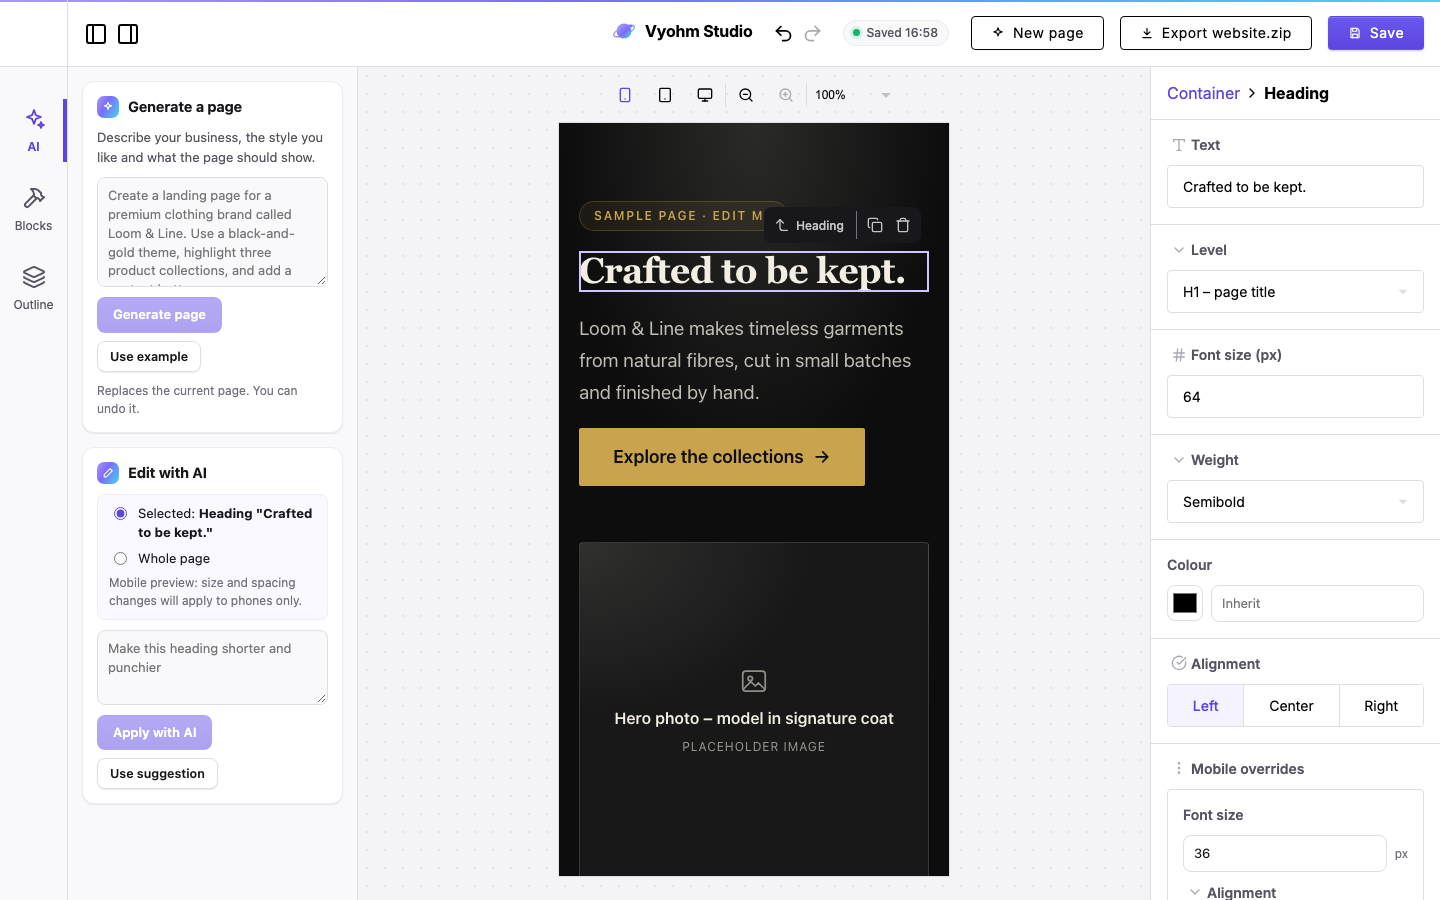 Vyohm Studio
Saved 16:58
New page
Export website.zip
Save
AI
Blocks
Outline
Generate a page
Describe your business, the style you
like and what the page should show.
Create a landing page for a
premium clothing brand called
Loom & Line. Use a black-and-
gold theme, highlight three
product collections, and add a
Generate page
Use example
Replaces the current page. You can
undo it.
Edit with AI
Selected: Heading "Crafted
to be kept."
Whole page
Mobile preview: size and spacing
changes will apply to phones only.
Make this heading shorter and
punchier
Apply with AI
Use suggestion
100%
SAMPLE PAGE · EDIT M
Heading
Crafted to be kept.
Loom & Line makes timeless garments
from natural fibres, cut in small batches
and finished by hand.
Explore the collections →
Hero photo – model in signature coat
PLACEHOLDER IMAGE
Container > Heading
Text
Crafted to be kept.
Level
H1 – page title
Font size (px)
64
Weight
Semibold
Colour
Inherit
Alignment
Left
Center
Right
Mobile overrides
Font size
36
px
Alignment